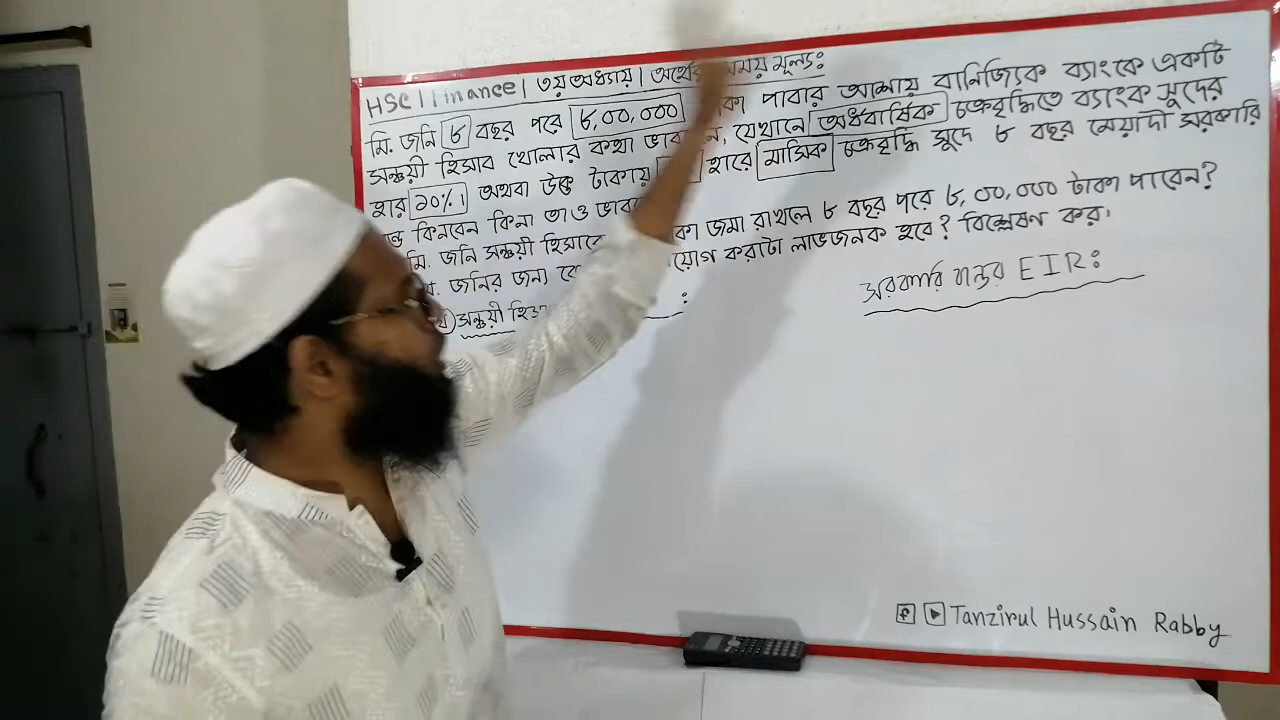 HSC | Finance | ৩য় অধ্যায় | অর্থের সময় মূল্য:
মি. জনি ৮ বছর পরে ৮,০০,০০০ টাকা পাবার আশায় বানিজ্যিক ব্যাংকে একটি
সঞ্চয়ী হিসাব খোলার কথা ভাবছেন, যেখানে অর্ধবার্ষিক চক্রবৃদ্ধিতে ব্যাংক সুদের
হার ১০%। অথবা উক্ত টাকায় হারে মাসিক চক্রবৃদ্ধি সুদে ৮ বছর মেয়াদী সরকারি
কিনবেন কিনা তাও
মি. জনি সঞ্চয়ী হিসাবে টাকা জমা রাখলে ৮ বছর পরে ৮,০০,০০০ টাকা পাবেন?
জনির জন্য করাটা লাভজনক হবে? বিশ্লেষণ কর।
সঞ্চয়ী
সরকারি বন্ডের EIR:
Tanzirul Hussain Rabby